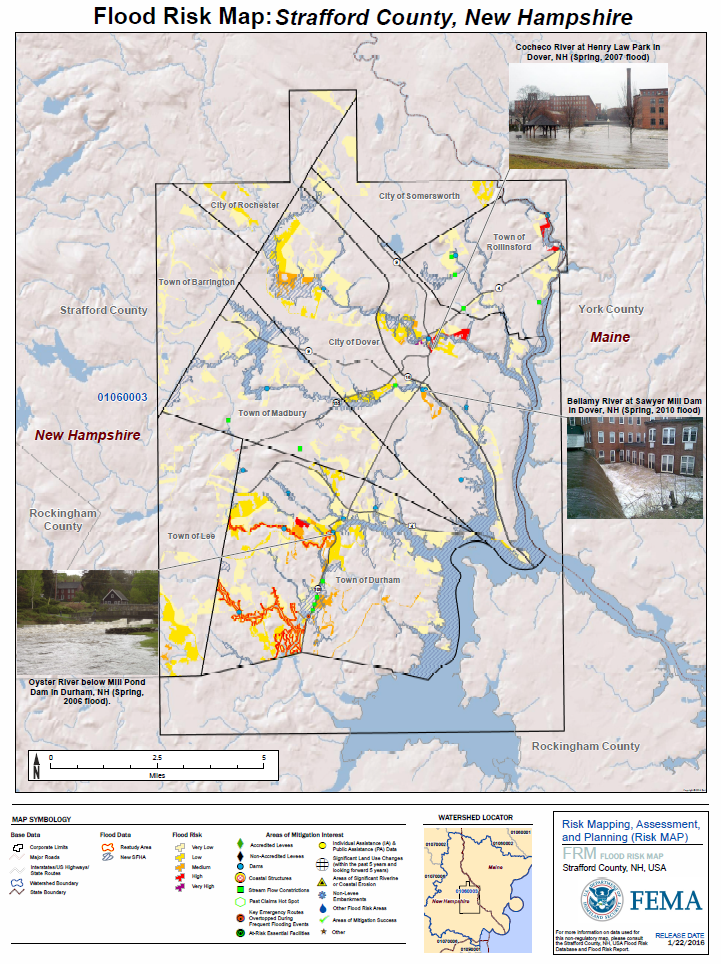 Flood Risk Map: Strafford County, New Hampshire
Cocheco River at Henry Law Park in
Dover, NH (Spring, 2007 flood)
City of Somersworth
City of Rochester
Town of
Rollinsford
Town of Barrington
Strafford County
York County
Maine
City of Dover
01060003
Town of Madbury
New Hampshire
Bellamy River at Sawyer Mill Dam
in Dover, NH (Spring, 2010 flood)
Rockingham
County
Town of Lee
Town of Durham
Oyster River below Mill Pond
Dam in Durham, NH (Spring,
2006 flood).
Rockingham County
N
0 2.5 5
Miles
MAP SYMBOLOGY
Base Data
Corporate Limits
Major Roads
Interstates/US Highways/
State Routes
Watershed Boundary
State Boundary
Flood Data
Restudy Area
New SFHA
Flood Risk
Very Low
Low
Medium
High
Very High
Areas of Mitigation Interest
Accredited Levees
Non-Accredited Levees
Dams
Coastal Structures
Stream Flow Constrictions
Past Claims Hot Spot
Key Emergency Routes
Overtopped During
Frequent Flooding Events
At-Risk Essential Facilities
Individual Assistance (IA) &
Public Assistance (PA) Data
Significant Land Use Changes
(within the past 5 years and
looking forward 5 years)
Areas of Significant Riverine
or Coastal Erosion
Non-Levee
Embankments
Other Flood Risk Areas
Areas of Mitigation Success
Other
WATERSHED LOCATOR
Maine
01060003
New Hampshire
Risk Mapping, Assessment,
and Planning (Risk MAP)
FRM FLOOD RISK MAP
Strafford County, NH, USA
FEMA
For more information on data used for
this non-regulatory map, please consult
the Strafford County, NH, USA Flood Risk
Database and Flood Risk Report.
RELEASE DATE
1/22/2016